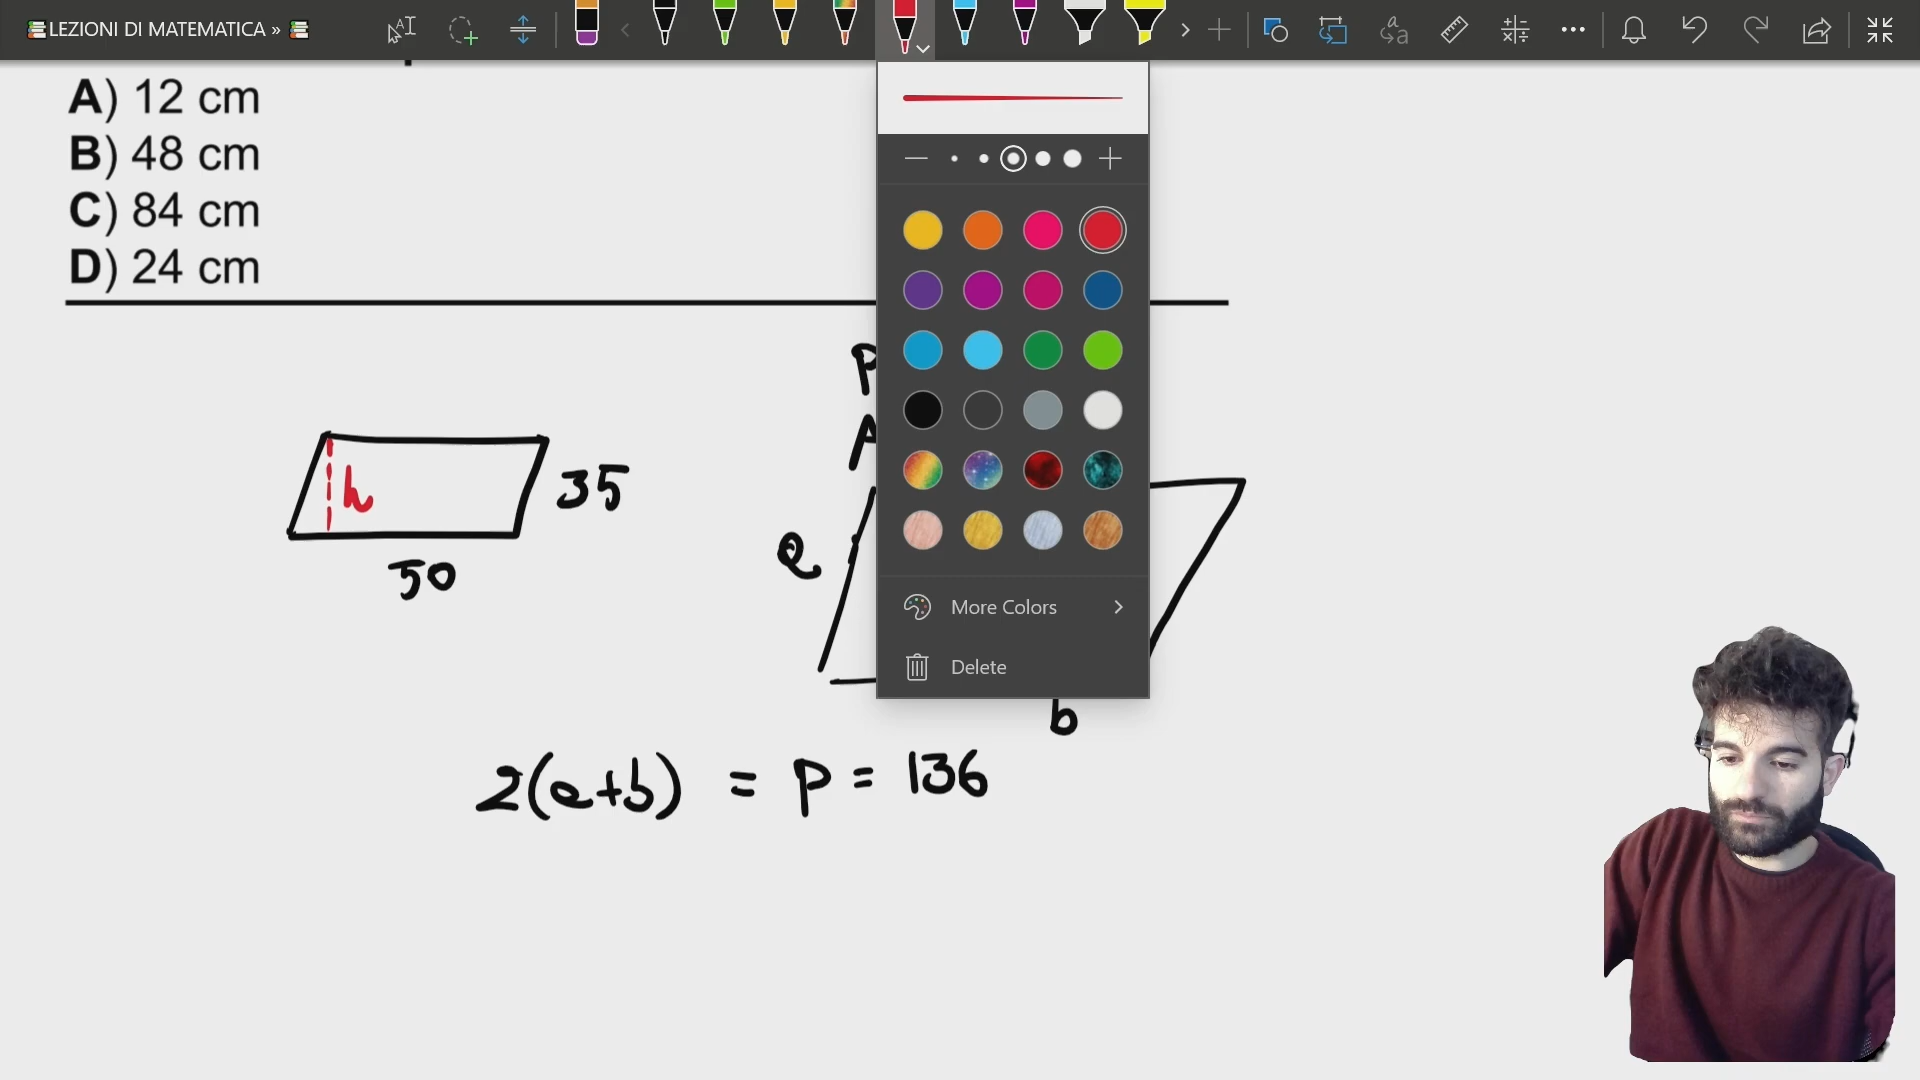 LEZIONI DI MATEMATICA »
A) 12 cm
B) 48 cm
C) 84 cm
D) 24 cm
h
35
50
P
A
a
b
2(a+b) = P = 136
More Colors
Delete